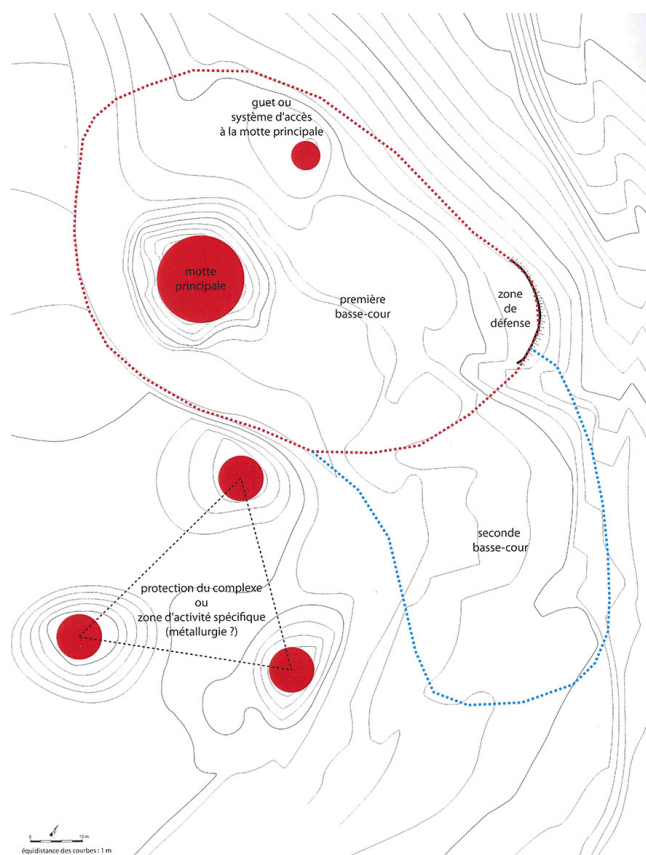 guet ou
système d'accès
à la motte principale
motte
principale
première
basse-cour
zone
de
défense
seconde
basse-cour
protection du complexe
ou
zone d'activité spécifique
(métallurgie ?)
0 10 m
équidistance des courbes : 1 m